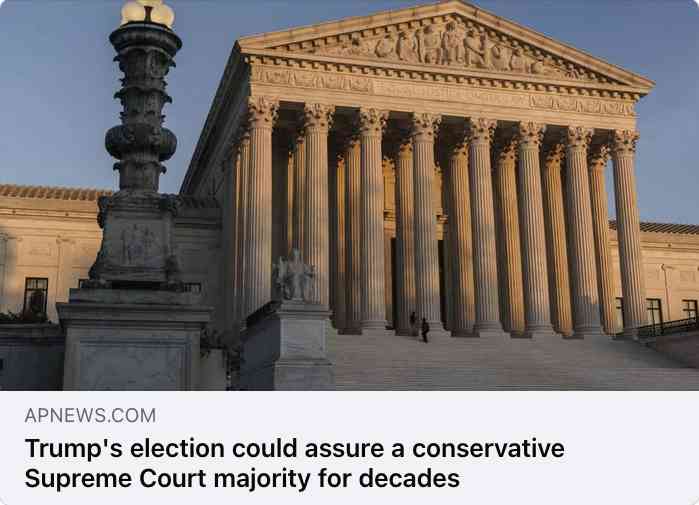 APNEWS.COM
Trump's election could assure a conservative
Supreme Court majority for decades